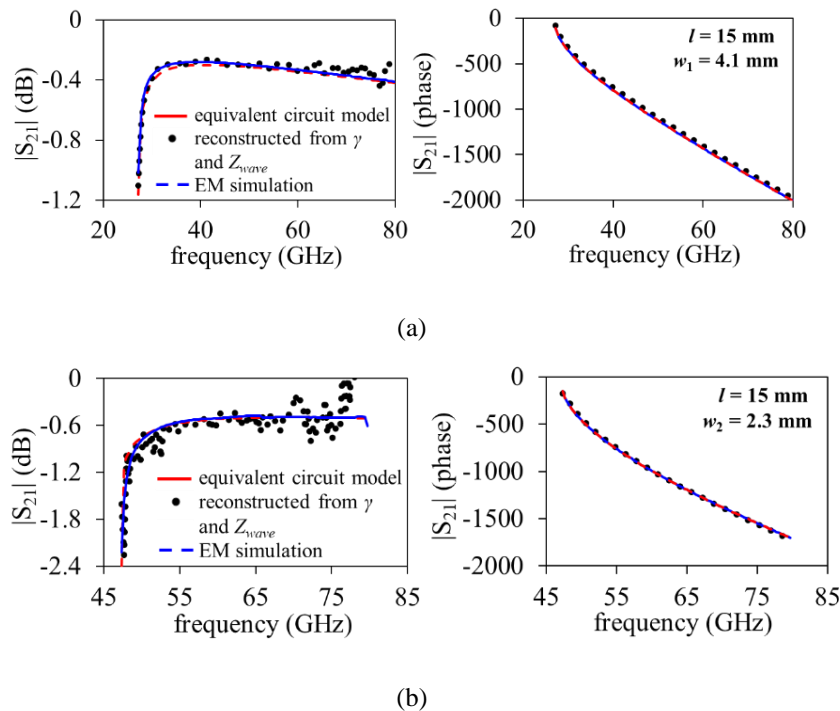 0
-0.4
-0.8
-1.2
|S21| (dB)
equivalent circuit model
reconstructed from γ
and Zwave
EM simulation
20 40 60 80
frequency (GHz)
0
-500
-1000
-1500
-2000
|S21| (phase)
l = 15 mm
w1 = 4.1 mm
20 40 60 80
frequency (GHz)
(a)
0
-0.6
-1.2
-1.8
-2.4
|S21| (dB)
equivalent circuit model
reconstructed from γ
and Zwave
EM simulation
45 55 65 75 85
frequency (GHz)
0
-500
-1000
-1500
-2000
|S21| (phase)
l = 15 mm
w2 = 2.3 mm
45 55 65 75 85
frequency (GHz)
(b)